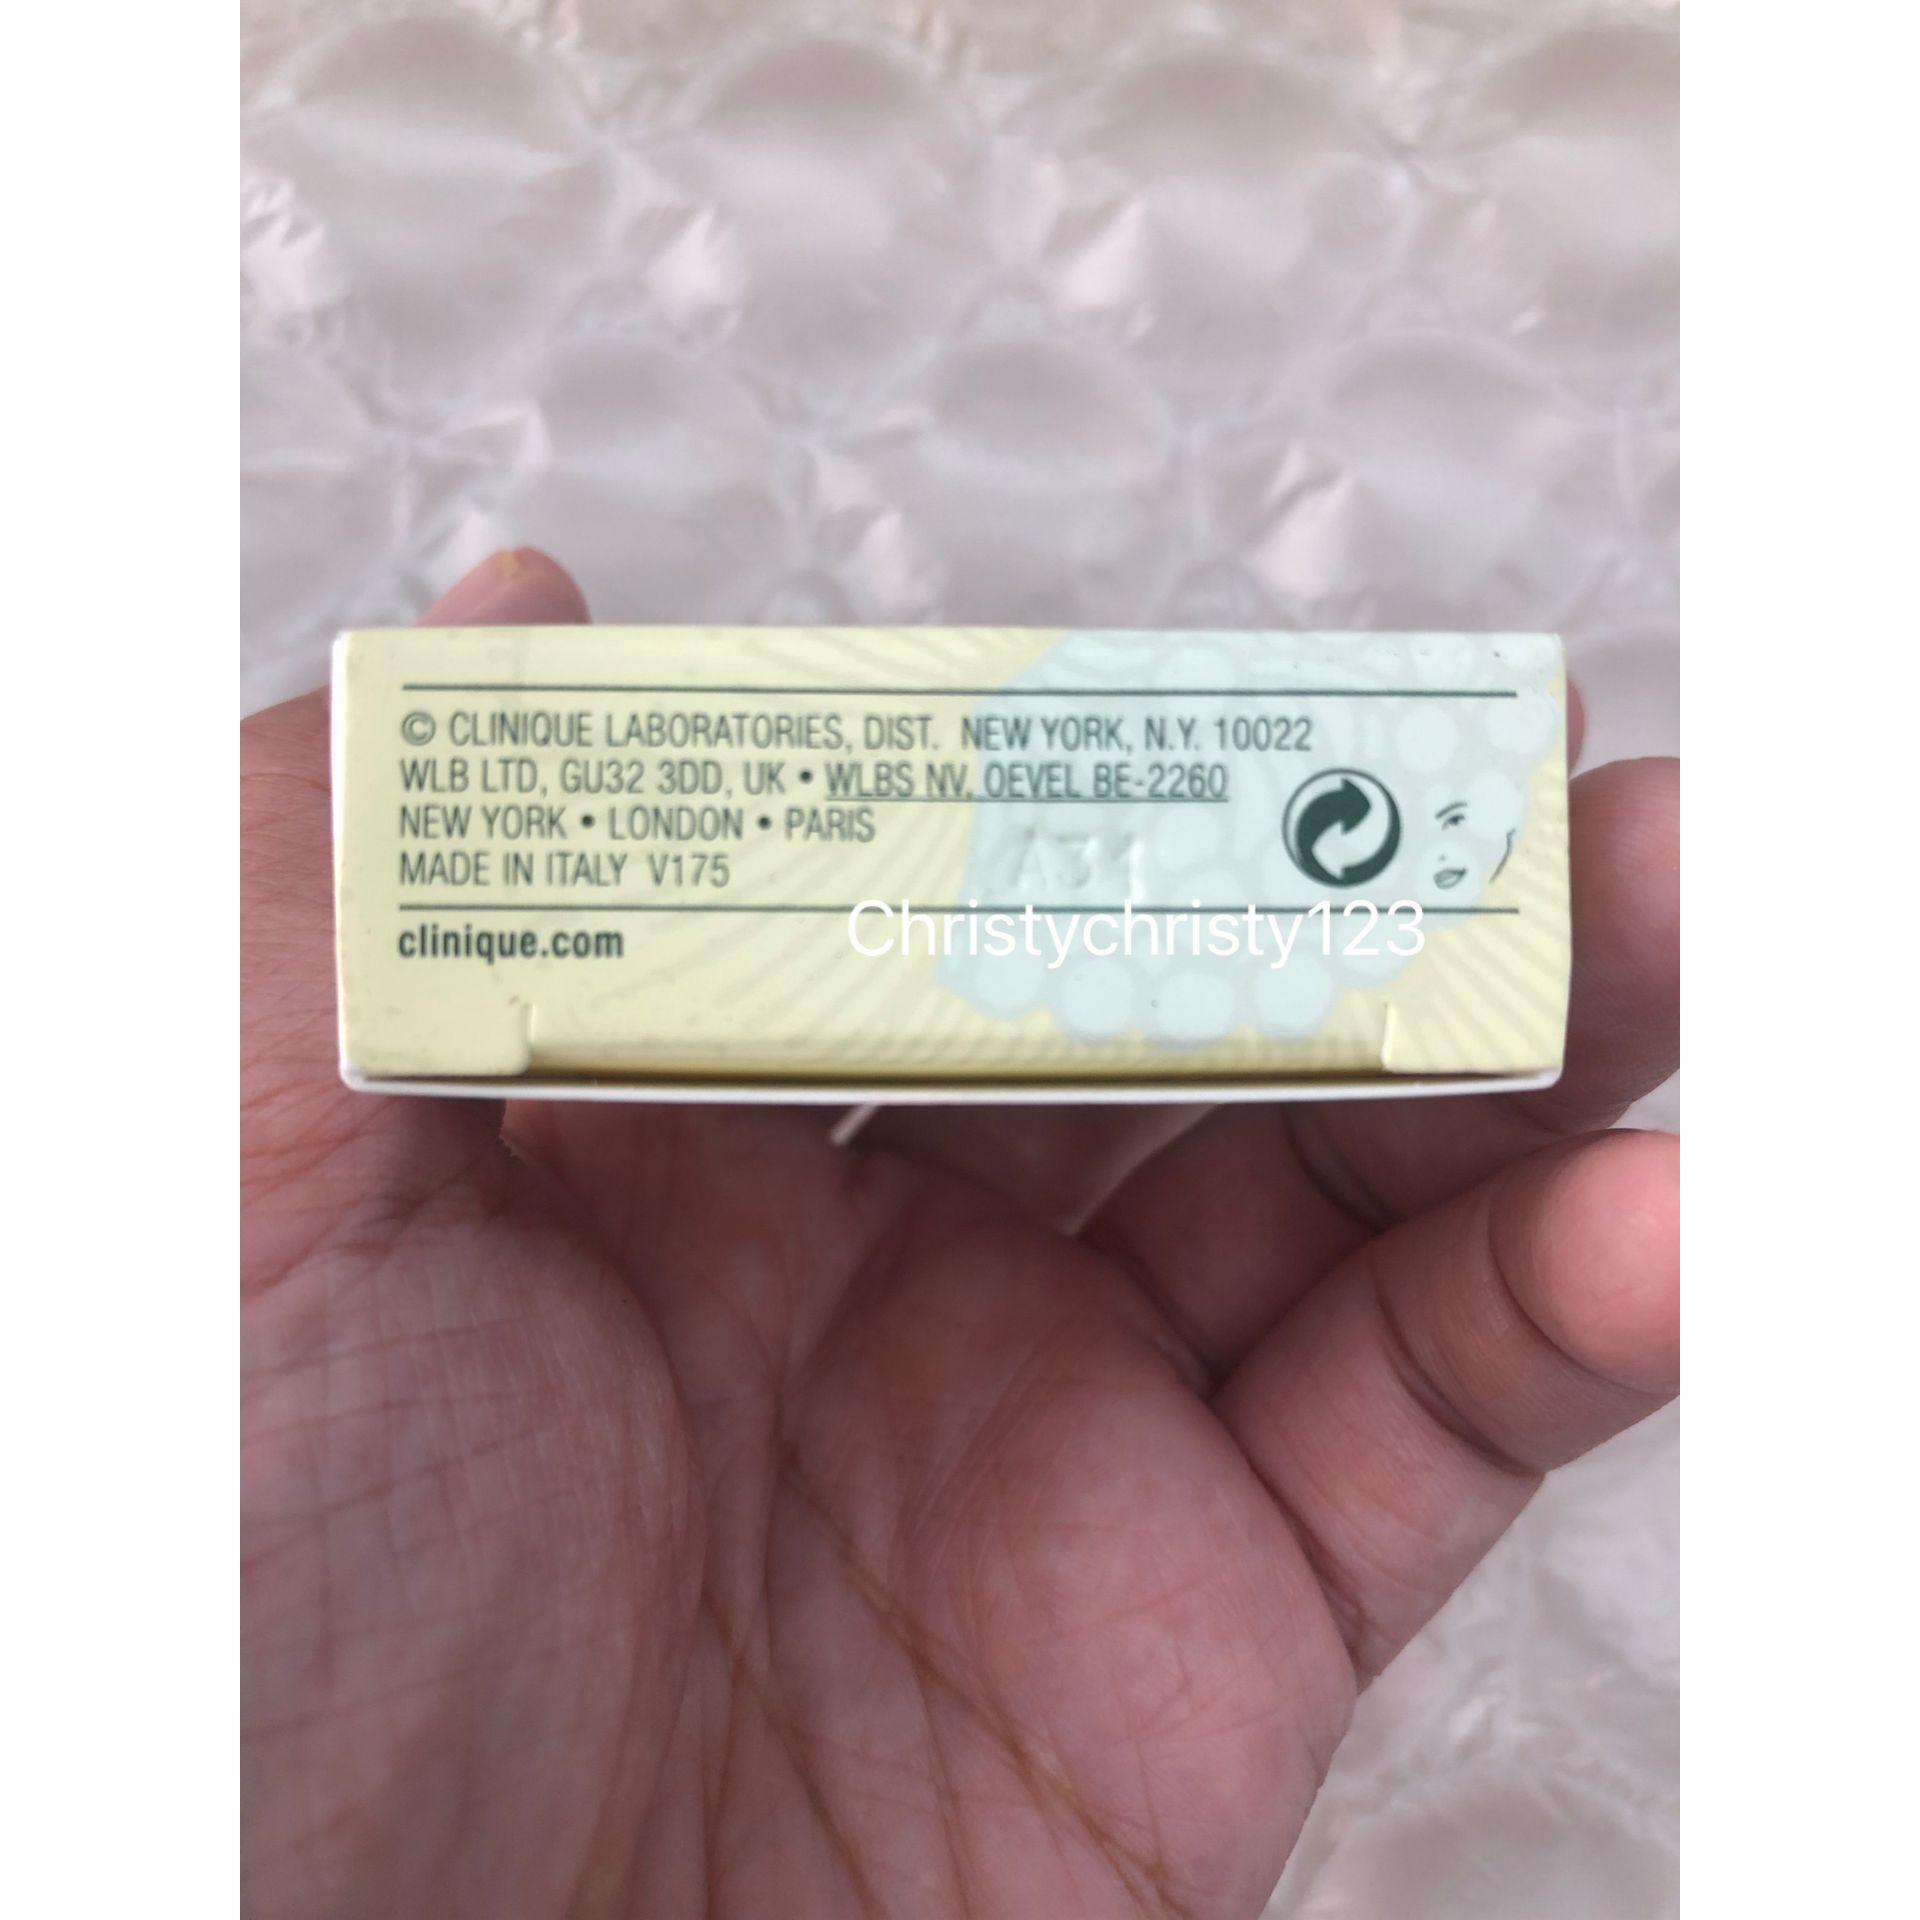 © CLINIQUE LABORATORIES, DIST. NEW YORK, N.Y. 10022
WLB LTD, GU32 3DD, UK • WLBS NV, OEVEL BE-2260
NEW YORK • LONDON • PARIS
MADE IN ITALY V175
A31
clinique.com
Christychristy123